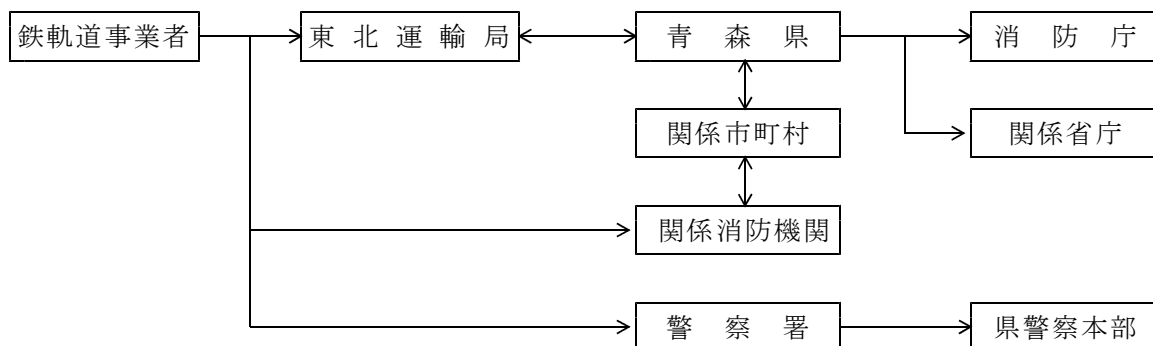 鉄軌道事業者
東北運輸局
青森県
消防庁
関係市町村
関係省庁
関係消防機関
警察署
県警察本部